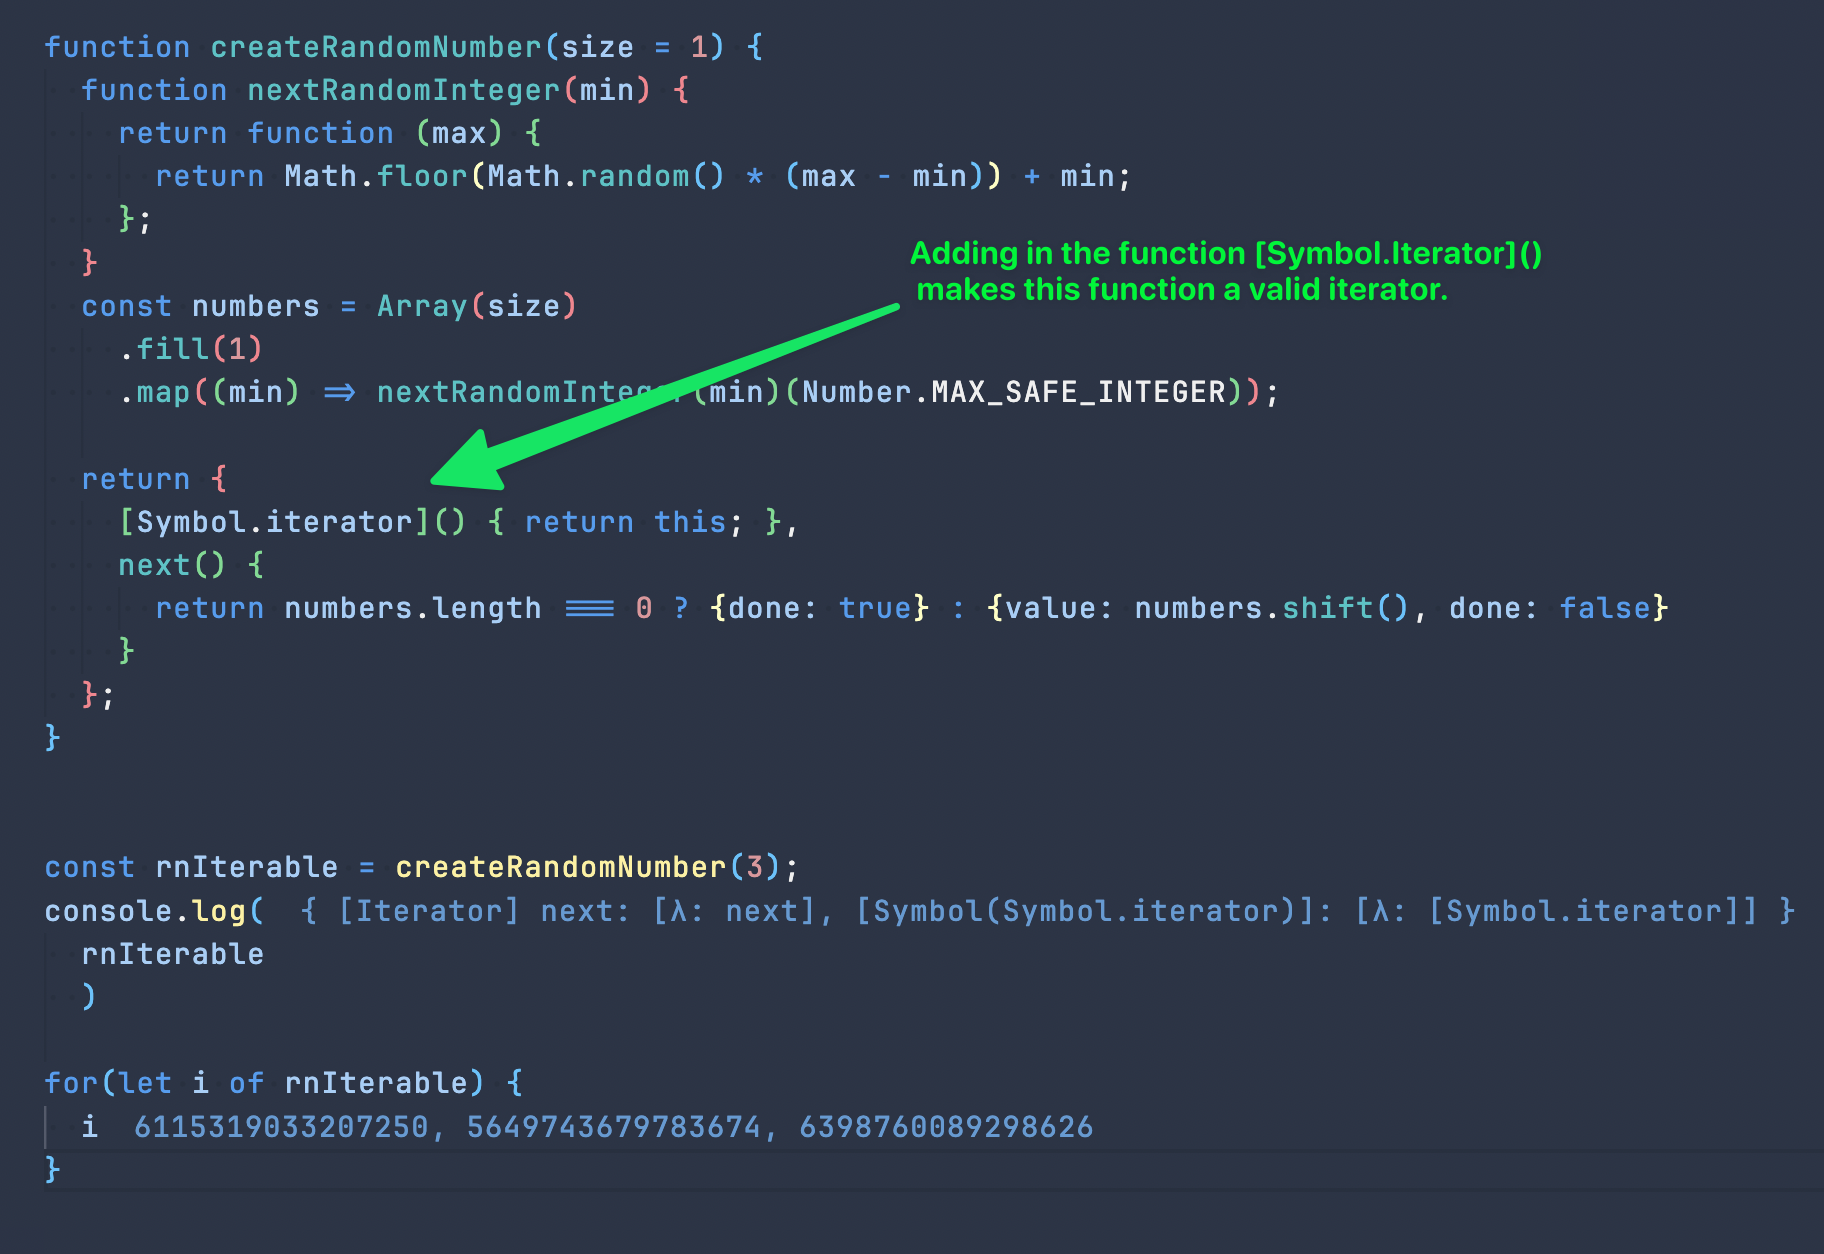 function createRandomNumber(size = 1) {
function nextRandomInteger(min) {
return function (max) {
return Math.floor(Math.random() * (max - min)) + min;
};
}
Adding in the function [Symbol.Iterator]()
makes this function a valid iterator.
const numbers = Array(size)
.fill(1)
.map((min) => nextRandomInteger(min)(Number.MAX_SAFE_INTEGER));
return {
[Symbol.iterator]() { return this; },
next() {
return numbers.length === 0 ? {done: true} : {value: numbers.shift(), done: false}
}
};
}
const rnIterable = createRandomNumber(3);
console.log( { [Iterator] next: [λ: next], [Symbol(Symbol.iterator)]: [λ: [Symbol.iterator]] }
rnIterable
)
for(let i of rnIterable) {
i 6115319033207250, 5649743679783674, 6398760089298626
}